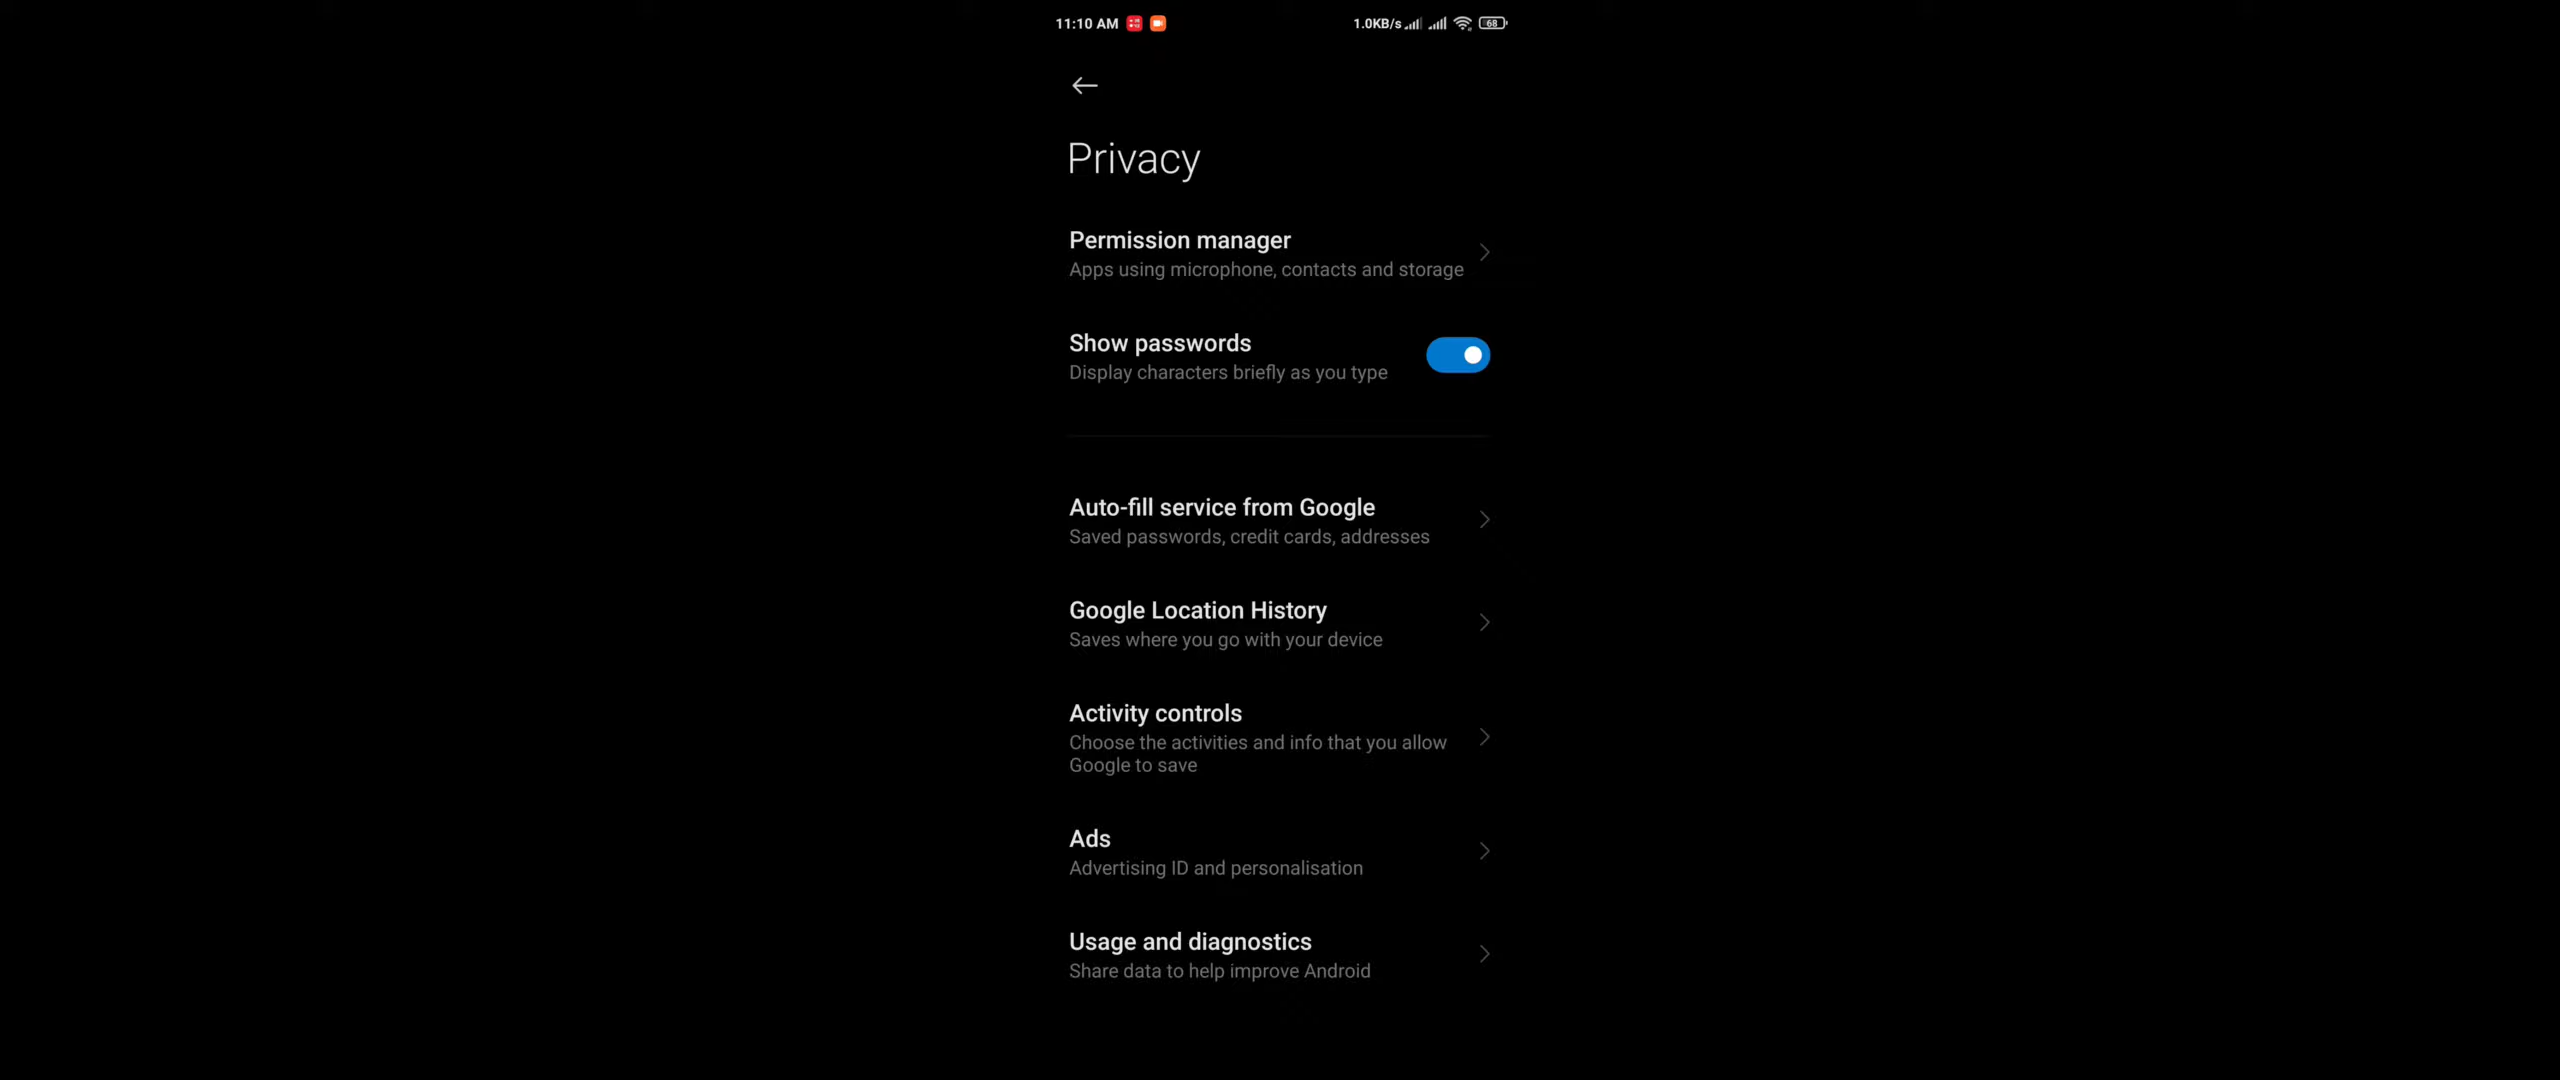 11:10 AM 1.0KB/s 68
Privacy
Permission manager
Apps using microphone, contacts and storage
Show passwords
Display characters briefly as you type
Auto-fill service from Google
Saved passwords, credit cards, addresses
Google Location History
Saves where you go with your device
Activity controls
Choose the activities and info that you allow
Google to save
Ads
Advertising ID and personalisation
Usage and diagnostics
Share data to help improve Android